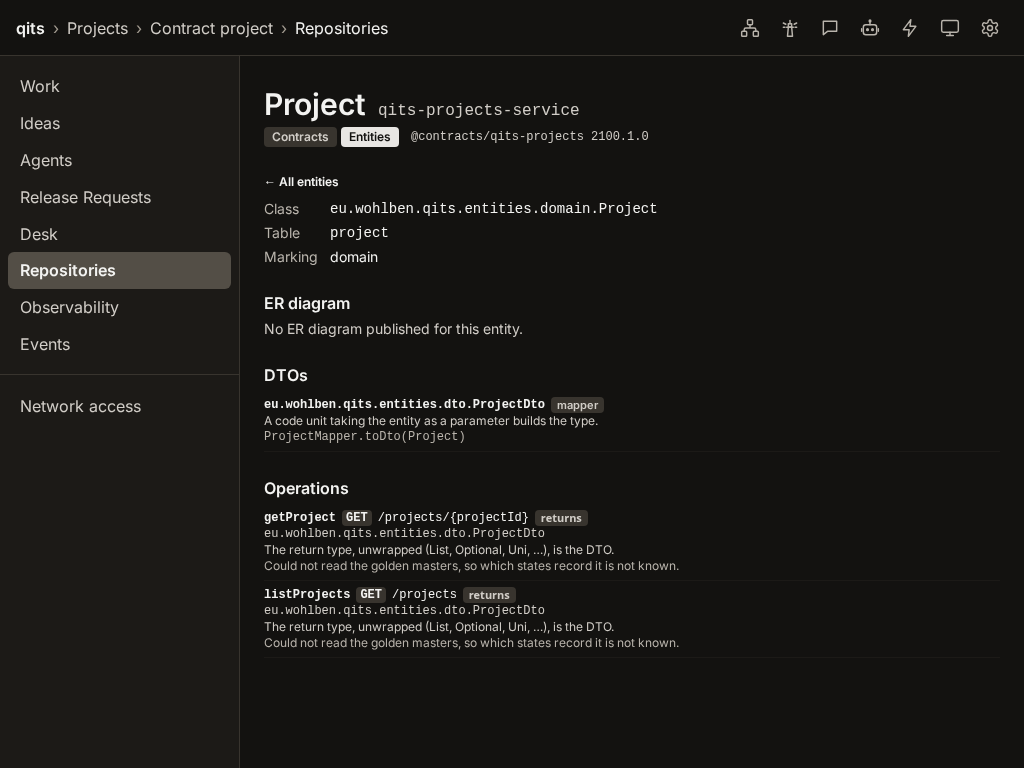 qits › Projects › Contract project › Repositories
Work
Ideas
Agents
Release Requests
Desk
Repositories
Observability
Events
Network access
Project qits-projects-service
Contracts Entities @contracts/qits-projects 2100.1.0
← All entities
Class eu.wohlben.qits.entities.domain.Project
Table project
Marking domain
ER diagram
No ER diagram published for this entity.
DTOs
eu.wohlben.qits.entities.dto.ProjectDto mapper
A code unit taking the entity as a parameter builds the type.
ProjectMapper.toDto(Project)
Operations
getProject GET /projects/{projectId} returns
eu.wohlben.qits.entities.dto.ProjectDto
The return type, unwrapped (List, Optional, Uni, …), is the DTO.
Could not read the golden masters, so which states record it is not known.
listProjects GET /projects returns
eu.wohlben.qits.entities.dto.ProjectDto
The return type, unwrapped (List, Optional, Uni, …), is the DTO.
Could not read the golden masters, so which states record it is not known.